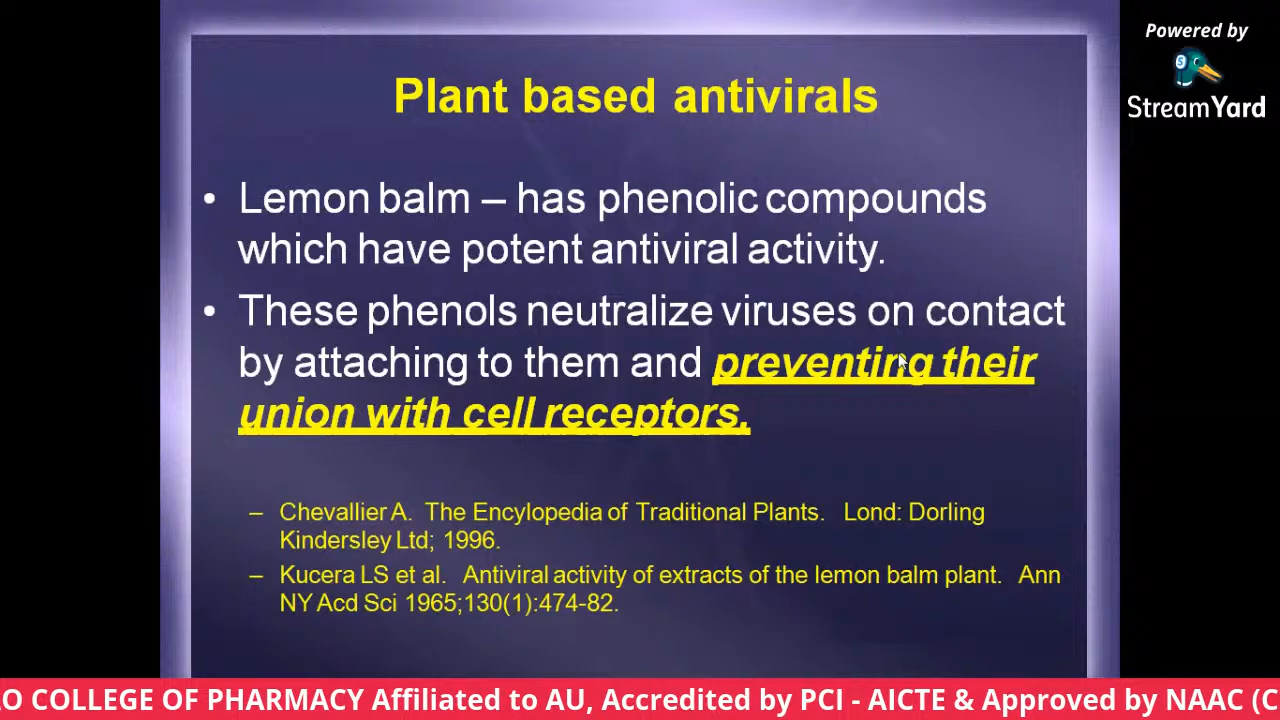 Powered by
StreamYard
Plant based antivirals
• Lemon balm – has phenolic compounds
which have potent antiviral activity.
• These phenols neutralize viruses on contact
by attaching to them and preventing their
union with cell receptors.
– Chevallier A. The Encylopedia of Traditional Plants. Lond: Dorling
Kindersley Ltd; 1996.
– Kucera LS et al. Antiviral activity of extracts of the lemon balm plant. Ann
NY Acd Sci 1965;130(1):474-82.
O COLLEGE OF PHARMACY Affiliated to AU, Accredited by PCI - AICTE & Approved by NAAC (C